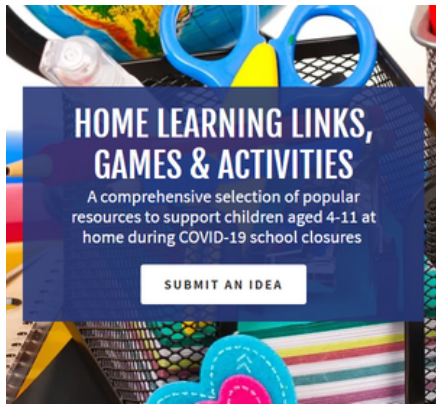 HOME LEARNING LINKS,
GAMES & ACTIVITIES
A comprehensive selection of popular
resources to support children aged 4-11 at
home during COVID-19 school closures
SUBMIT AN IDEA